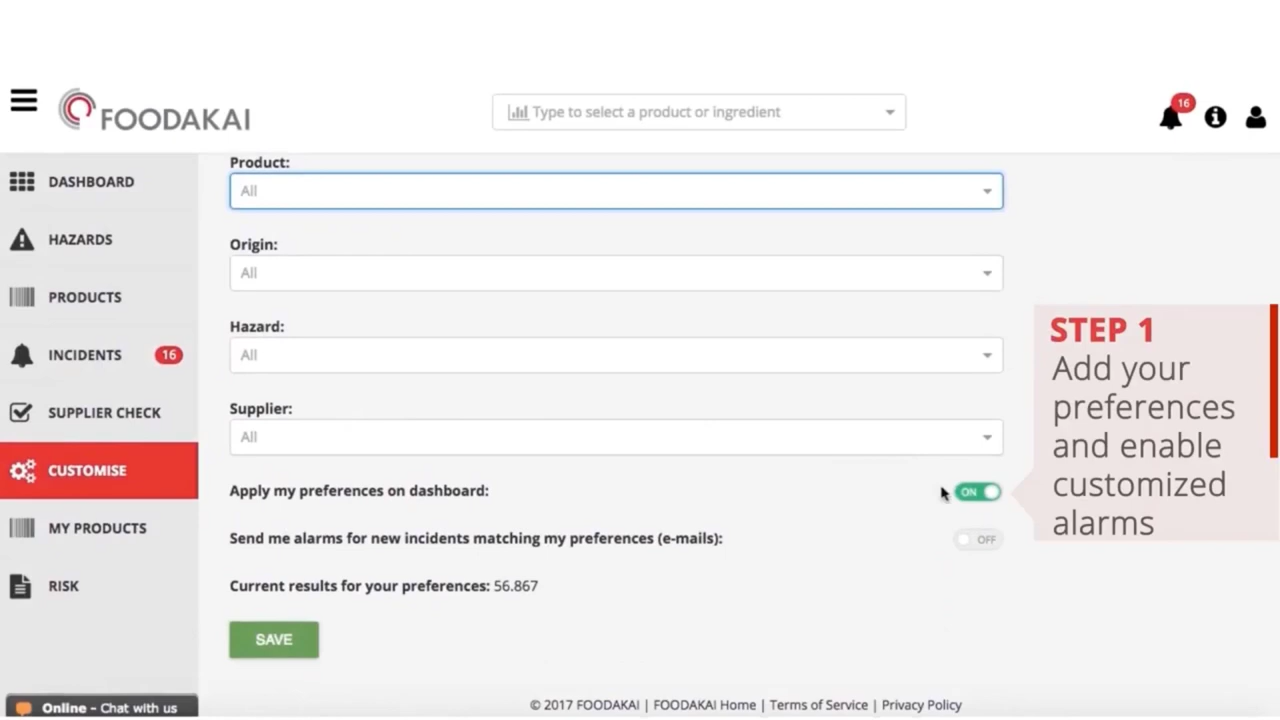 FOODAKAI
Type to select a product or ingredient
16
DASHBOARD
HAZARDS
PRODUCTS
INCIDENTS 16
SUPPLIER CHECK
CUSTOMISE
MY PRODUCTS
RISK
Online - Chat with us
Product:
All
Origin:
All
Hazard:
All
Supplier:
All
Apply my preferences on dashboard: ON
Send me alarms for new incidents matching my preferences (e-mails): OFF
Current results for your preferences: 56.867
SAVE
STEP 1
Add your
preferences
and enable
customized
alarms
© 2017 FOODAKAI | FOODAKAI Home | Terms of Service | Privacy Policy